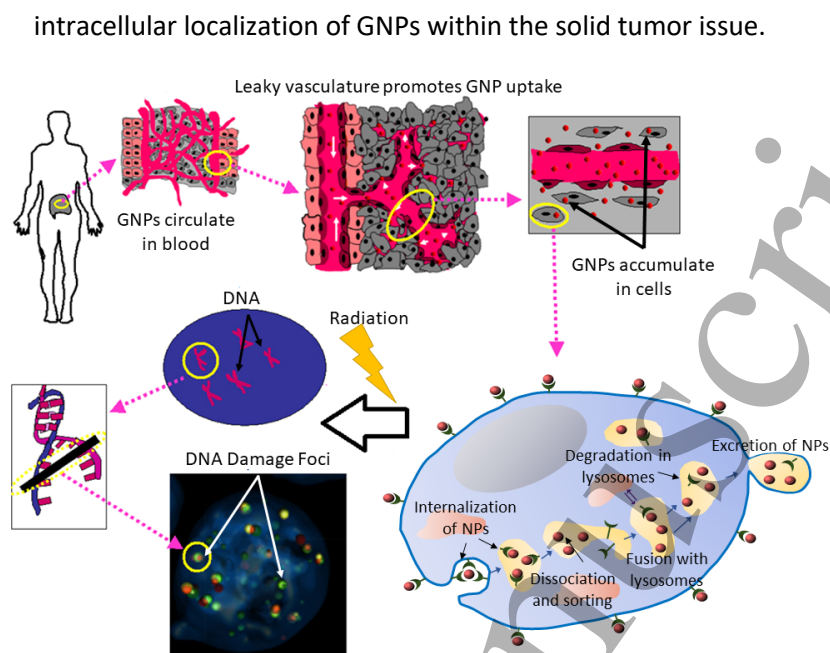 intracellular localization of GNPs within the solid tumor issue.
Leaky vasculature promotes GNP uptake
GNPs circulate
in blood
GNPs accumulate
in cells
DNA
Radiation
DNA Damage Foci
Internalization
of NPs
Degradation in
lysosomes
Excretion of NPs
Dissociation
and sorting
Fusion with
lysosomes